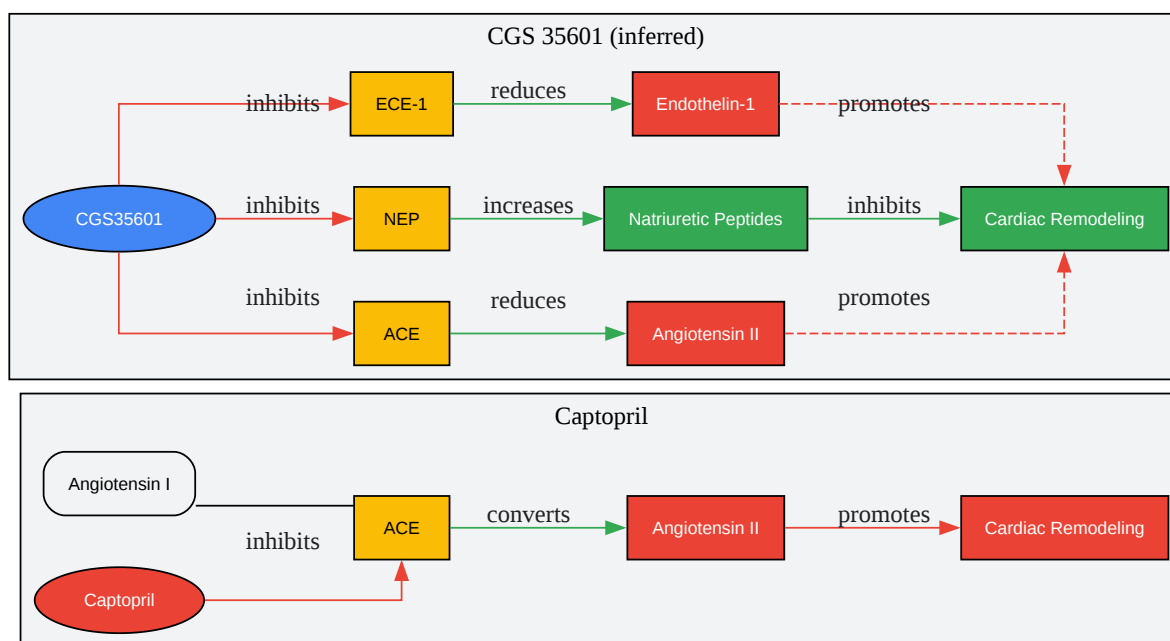 CGS 35601 (inferred)
inhibits ECE-1 reduces Endothelin-1 promotes
CGS35601 inhibits NEP increases Natriuretic Peptides inhibits Cardiac Remodeling
inhibits ACE reduces Angiotensin II promotes
Captopril
Angiotensin I
inhibits ACE converts Angiotensin II promotes Cardiac Remodeling
Captopril